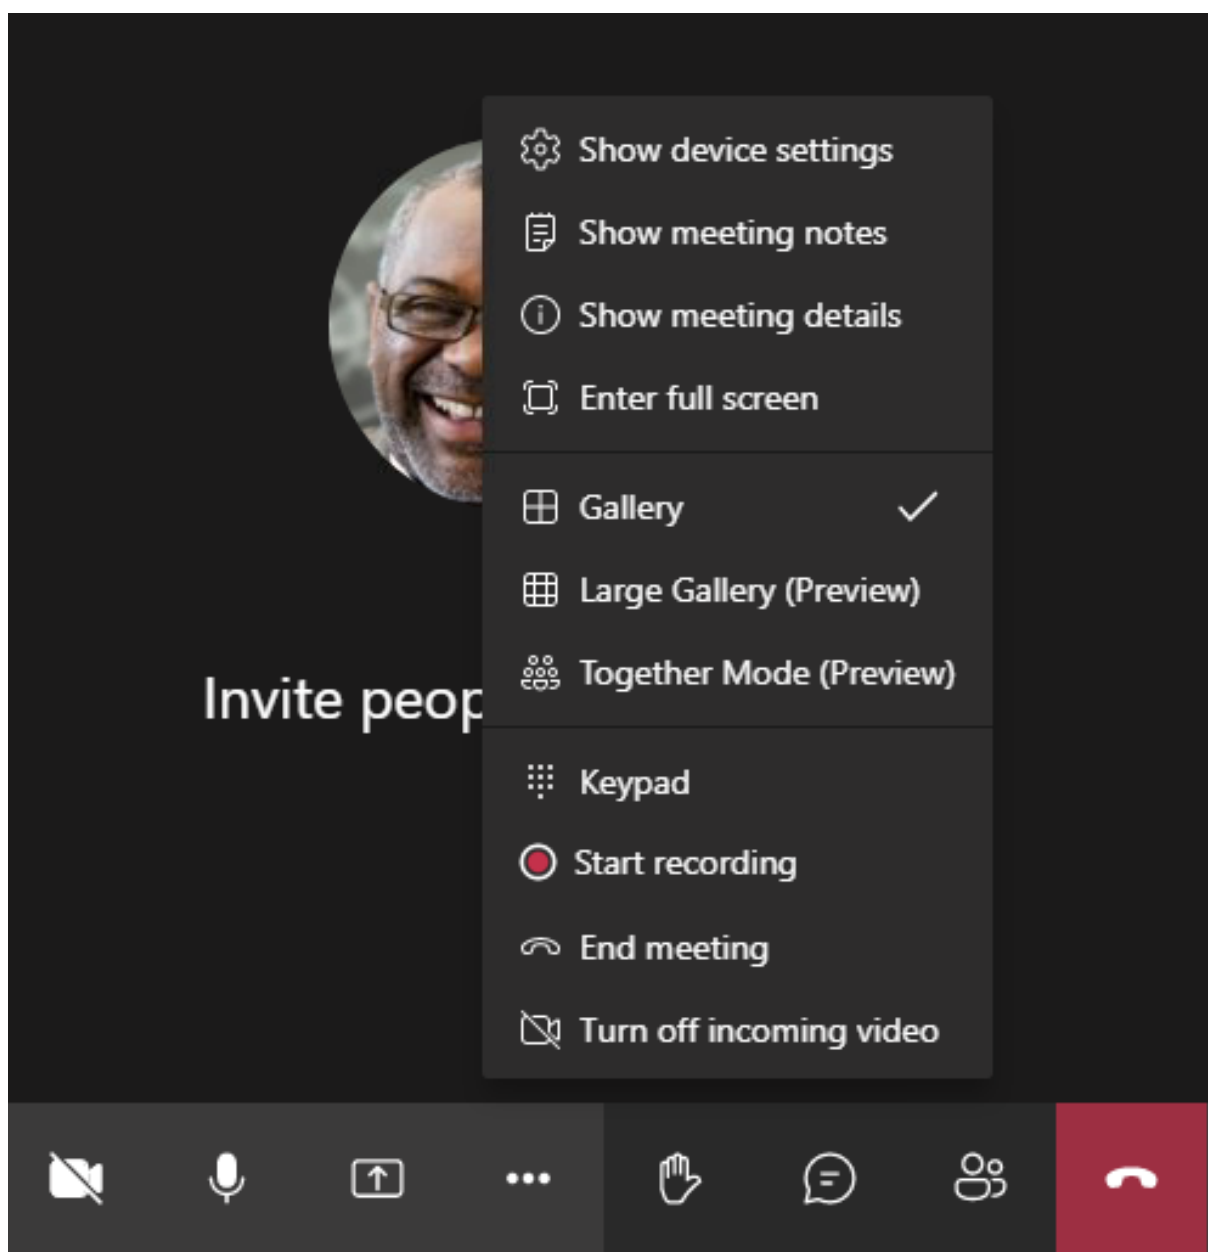 Show device settings
Show meeting notes
Show meeting details
Enter full screen
Gallery
Large Gallery (Preview)
Together Mode (Preview)
Invite
Keypad
Start recording
End meeting
Turn off incoming video